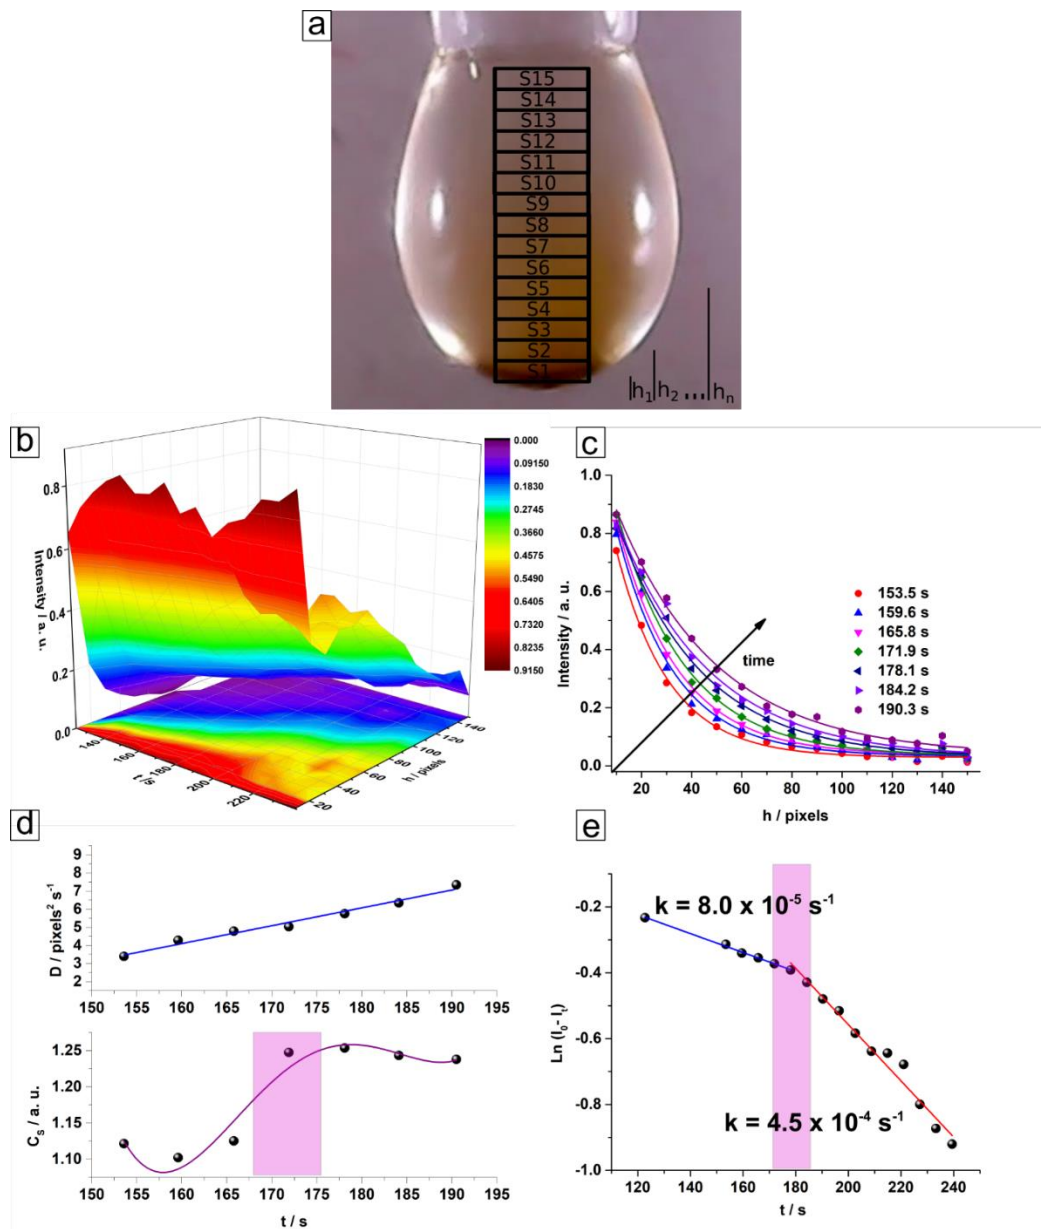 a
S15
S14
S13
S12
S11
S10
S9
S8
S7
S6
S5
S4
S3
S2
S1
h₁ h₂ ... hₙ
b
Intensity / a. u.
0.8
0.6
0.4
0.2
0.0
140
160
180
200
220
t / s
20
40
60
80
100
120
140
h / pixels
0.000
0.09150
0.1830
0.2745
0.3660
0.4575
0.5490
0.6405
0.7320
0.8235
0.9150
c
Intensity / a. u.
1.0
0.8
0.6
0.4
0.2
0.0
time
153.5 s
159.6 s
165.8 s
171.9 s
178.1 s
184.2 s
190.3 s
20 40 60 80 100 120 140
h / pixels
d
D / pixels² s⁻¹
9
8
7
6
5
4
3
2
150 155 160 165 170 175 180 185 190 195
Cₛ / a. u.
1.25
1.20
1.15
1.10
150 155 160 165 170 175 180 185 190 195
t / s
e
Ln (I₀- Iₜ)
-0.2
-0.4
-0.6
-0.8
-1.0
k = 8.0 x 10⁻⁵ s⁻¹
k = 4.5 x 10⁻⁴ s⁻¹
120 140 160 180 200 220 240
t / s